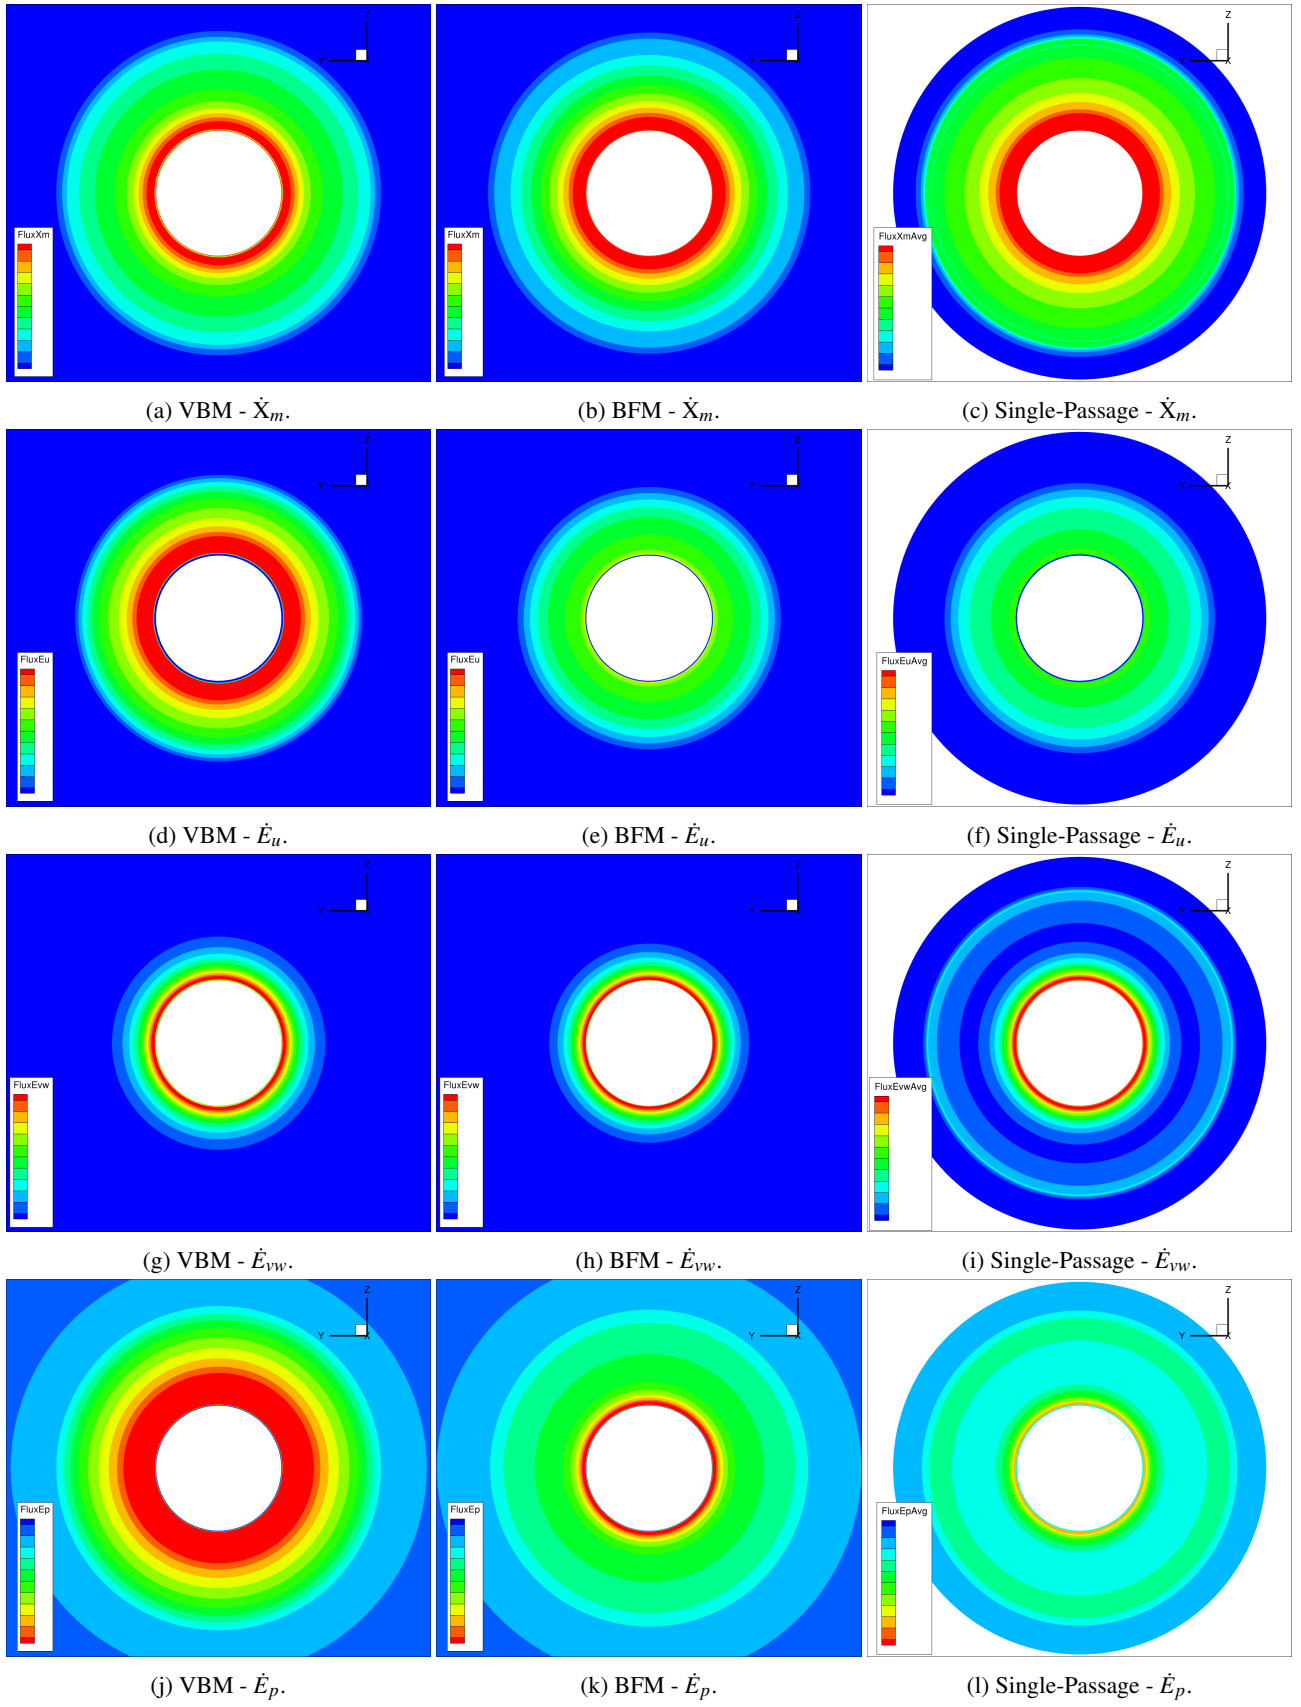 Z
Y
X
FluxXm
Z
Y
X
FluxXm
Z
Y
X
FluxXmAvg
(a) VBM - Ẋm.
(b) BFM - Ẋm.
(c) Single-Passage - Ẋm.
Z
Y
X
FluxEu
Z
Y
X
FluxEu
Z
Y
X
FluxEuAvg
(d) VBM - Ėu.
(e) BFM - Ėu.
(f) Single-Passage - Ėu.
Z
Y
X
FluxEvw
Z
Y
X
FluxEvw
Z
Y
X
FluxEvwAvg
(g) VBM - Ėvw.
(h) BFM - Ėvw.
(i) Single-Passage - Ėvw.
Z
Y
X
FluxEp
Z
Y
X
FluxEp
Z
Y
X
FluxEpAvg
(j) VBM - Ėp.
(k) BFM - Ėp.
(l) Single-Passage - Ėp.